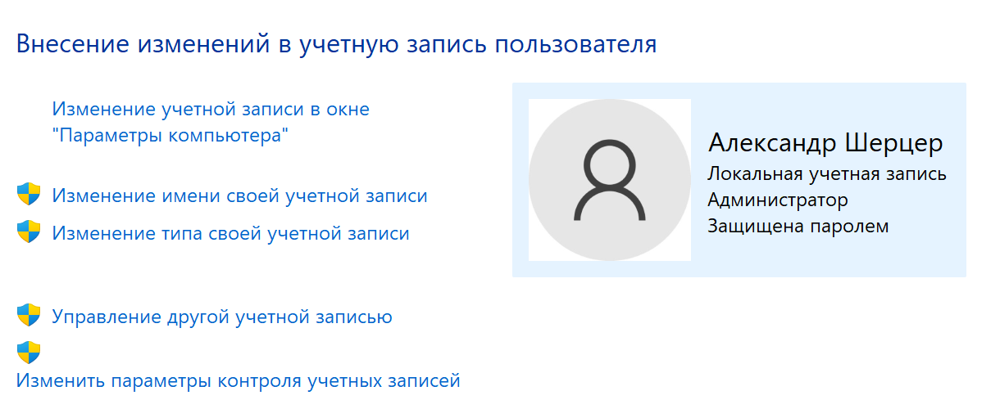 Внесение изменений в учетную запись пользователя
Изменение учетной записи в окне
"Параметры компьютера"
Изменение имени своей учетной записи
Изменение типа своей учетной записи
Управление другой учетной записью
Изменить параметры контроля учетных записей
Александр Шерцер
Локальная учетная запись
Администратор
Защищена паролем